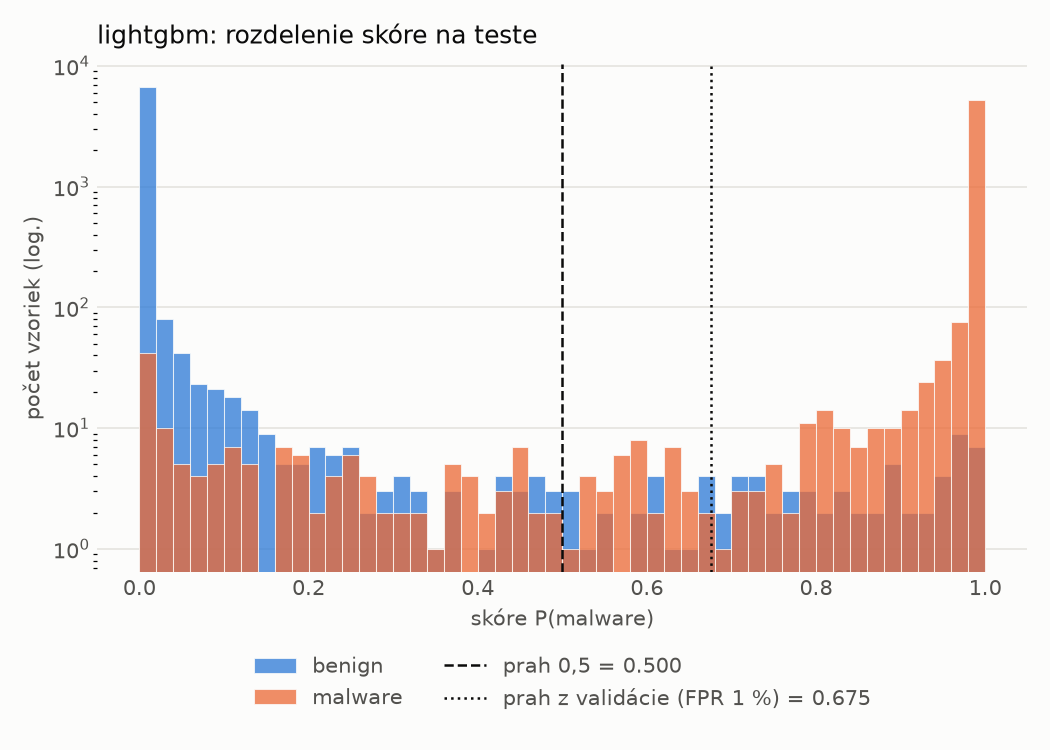 lightgbm: rozdelenie skóre na teste
počet vzoriek (log.)
10⁴
10³
10²
10¹
10⁰
0.0 0.2 0.4 0.6 0.8 1.0
skóre P(malware)
benign
malware
prah 0,5 = 0.500
prah z validácie (FPR 1 %) = 0.675